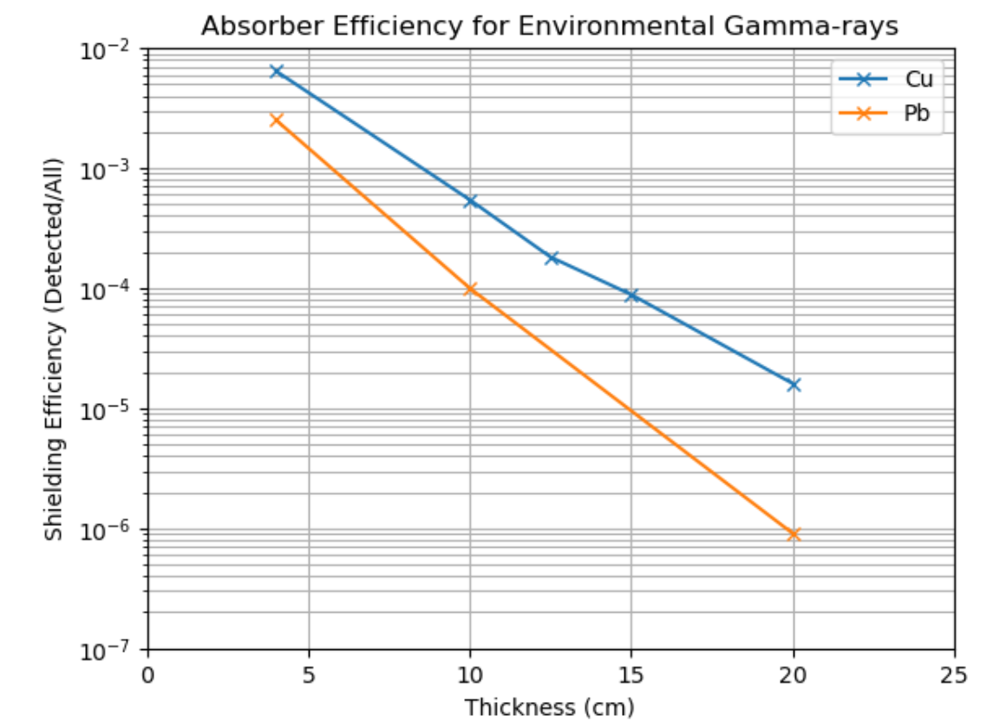 Absorber Efficiency for Environmental Gamma-rays
Cu
Pb
Shielding Efficiency (Detected/All)
10⁻²
10⁻³
10⁻⁴
10⁻⁵
10⁻⁶
10⁻⁷
0 5 10 15 20 25
Thickness (cm)